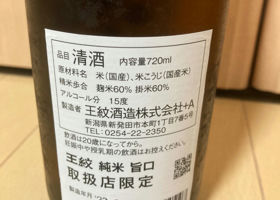 品目 清酒 内容量720ml
原材料名 米(国産)、米こうじ(国産米)
精米歩合 麹米60% 掛米60%
アルコール分 15度
製造者 王紋酒造株式会社+A
新潟県新発田市本町1丁目7番5号
TEL:0254-22-2350
飲酒は20歳になってから。
妊娠中や授乳期の飲酒はお控えください。
王紋 純米 旨口
取扱店限定
製造年月